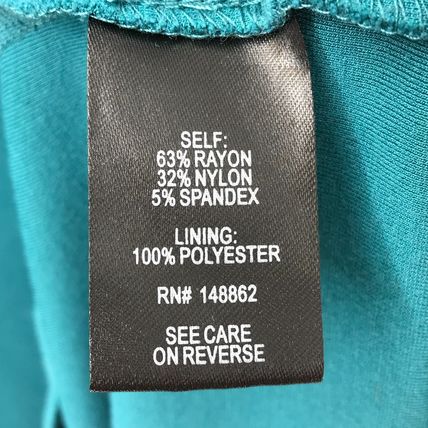 SELF:
63% RAYON
32% NYLON
5% SPANDEX
LINING:
100% POLYESTER
RN# 148862
SEE CARE
ON REVERSE